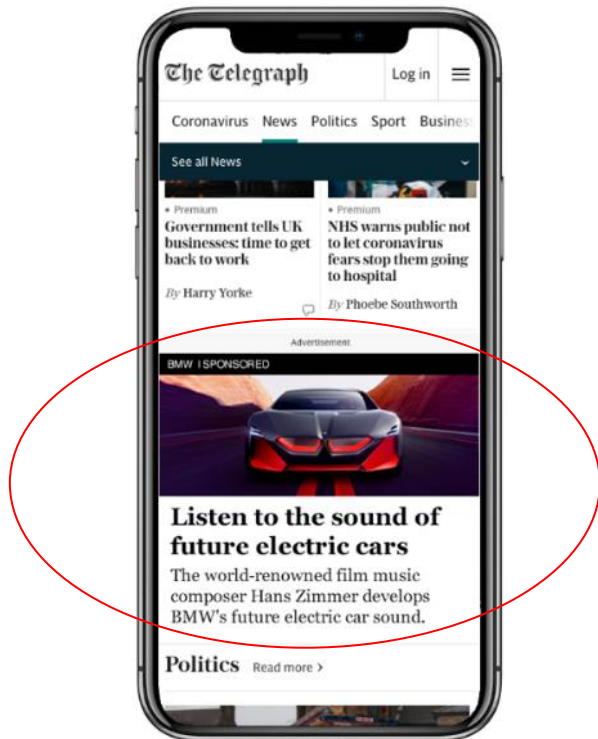 The Telegraph
Log in
Coronavirus News Politics Sport Busines
See all News
• Premium
Government tells UK
businesses: time to get
back to work
By Harry Yorke
• Premium
NHS warns public not
to let coronavirus
fears stop them going
to hospital
By Phoebe Southworth
Advertisement
BMW | SPONSORED
Listen to the sound of
future electric cars
The world-renowned film music
composer Hans Zimmer develops
BMW's future electric car sound.
Politics Read more >